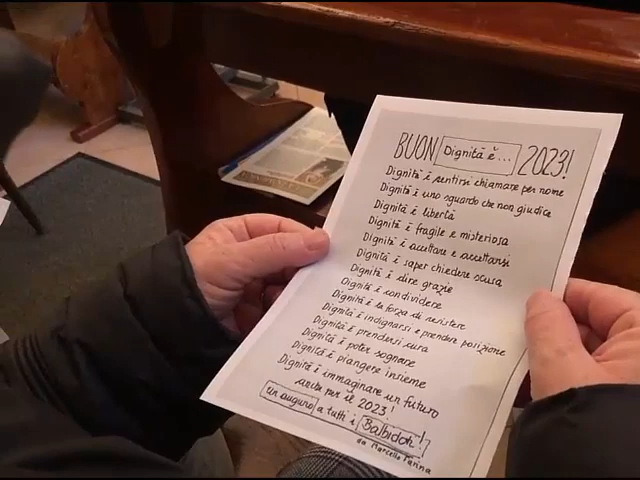 BUON Dignità è... 2023!
Dignità è sentirsi chiamare per nome
Dignità è uno sguardo che non giudica
Dignità è libertà
Dignità è fragile e misteriosa
Dignità è accettare e accettarsi
Dignità è saper chiedere scusa
Dignità è dire grazie
Dignità è condividere
Dignità è la forza di resistere
Dignità è indignarsi e prendere posizione
Dignità è prendersi cura
Dignità è poter sognare
Dignità è piangere insieme
Dignità è immaginare un futuro
anche per il 2023!
Un augurio a tutti i
da Marcello Farina